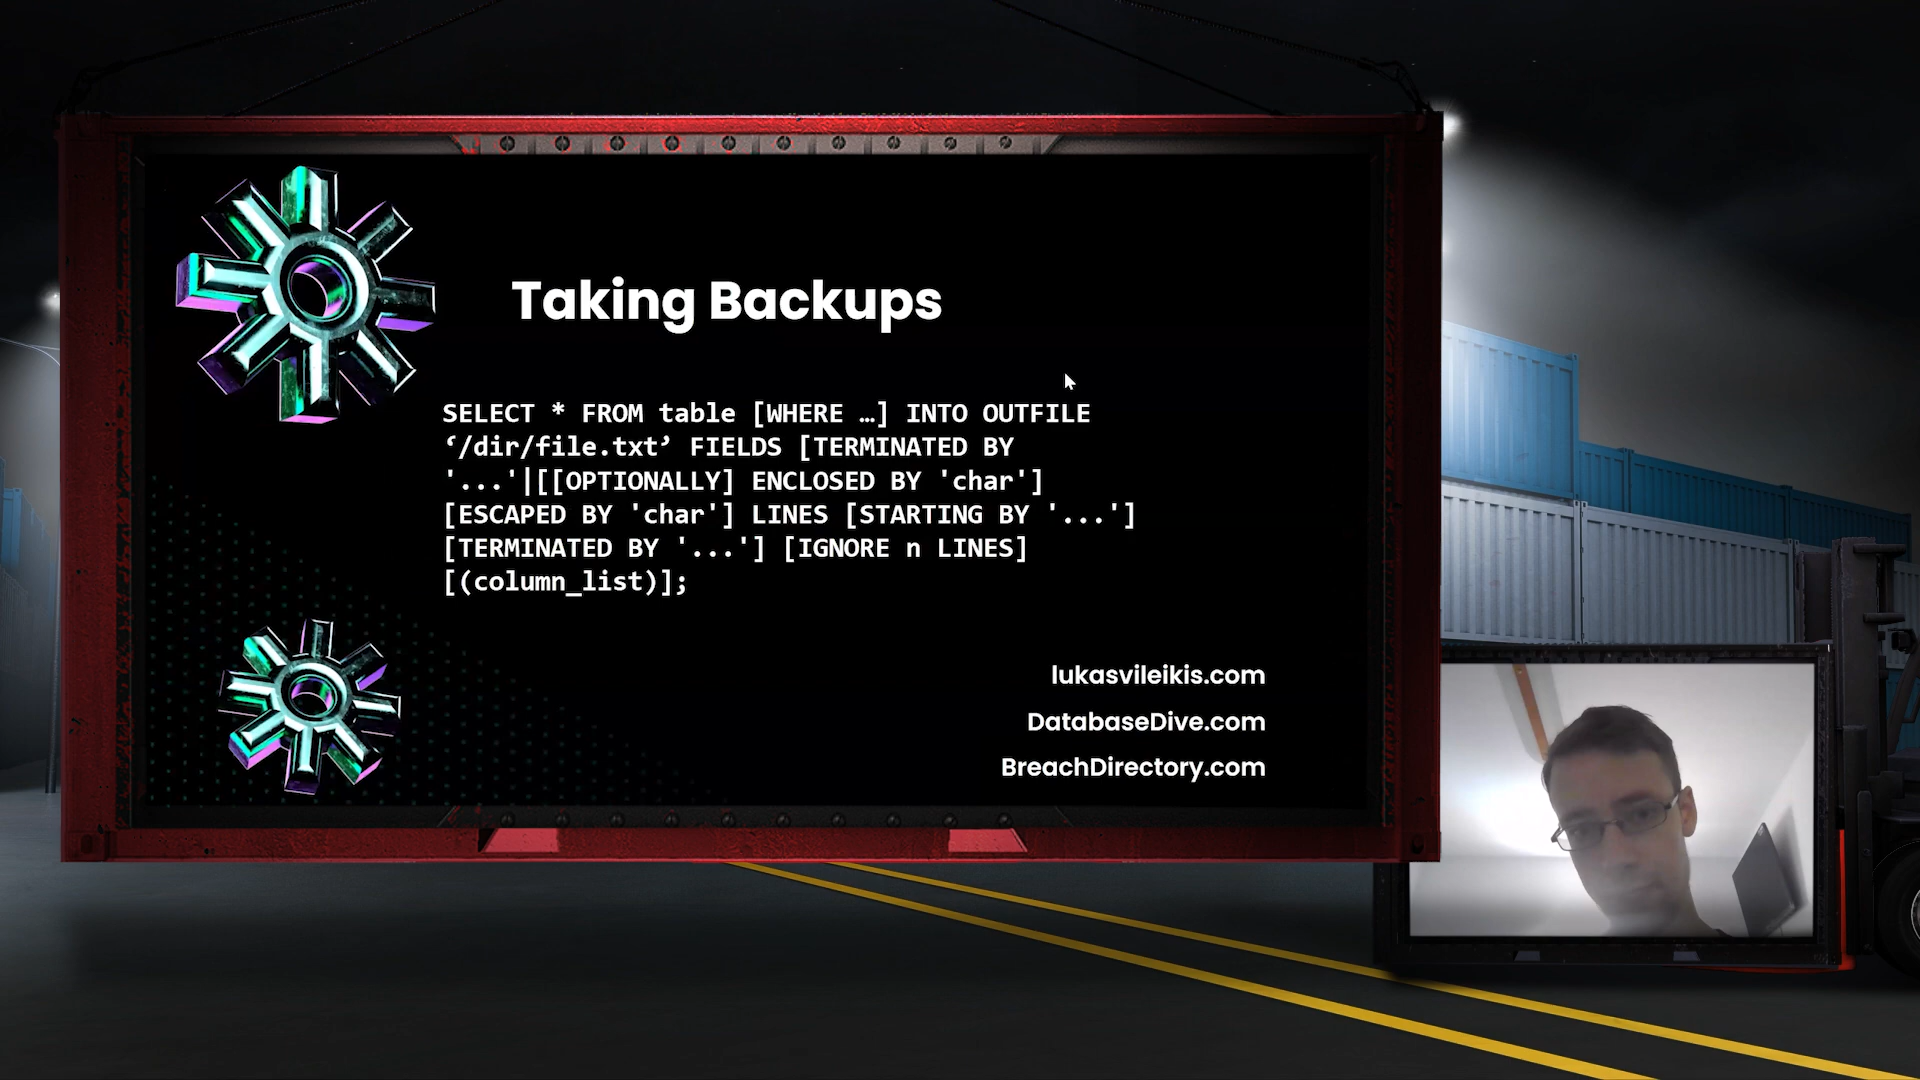 Taking Backups
SELECT * FROM table [WHERE …] INTO OUTFILE
‘/dir/file.txt’ FIELDS [TERMINATED BY
'...'|[[OPTIONALLY] ENCLOSED BY 'char']
[ESCAPED BY 'char'] LINES [STARTING BY '...']
[TERMINATED BY '...'] [IGNORE n LINES]
[(column_list)];
lukasvileikis.com
DatabaseDive.com
BreachDirectory.com